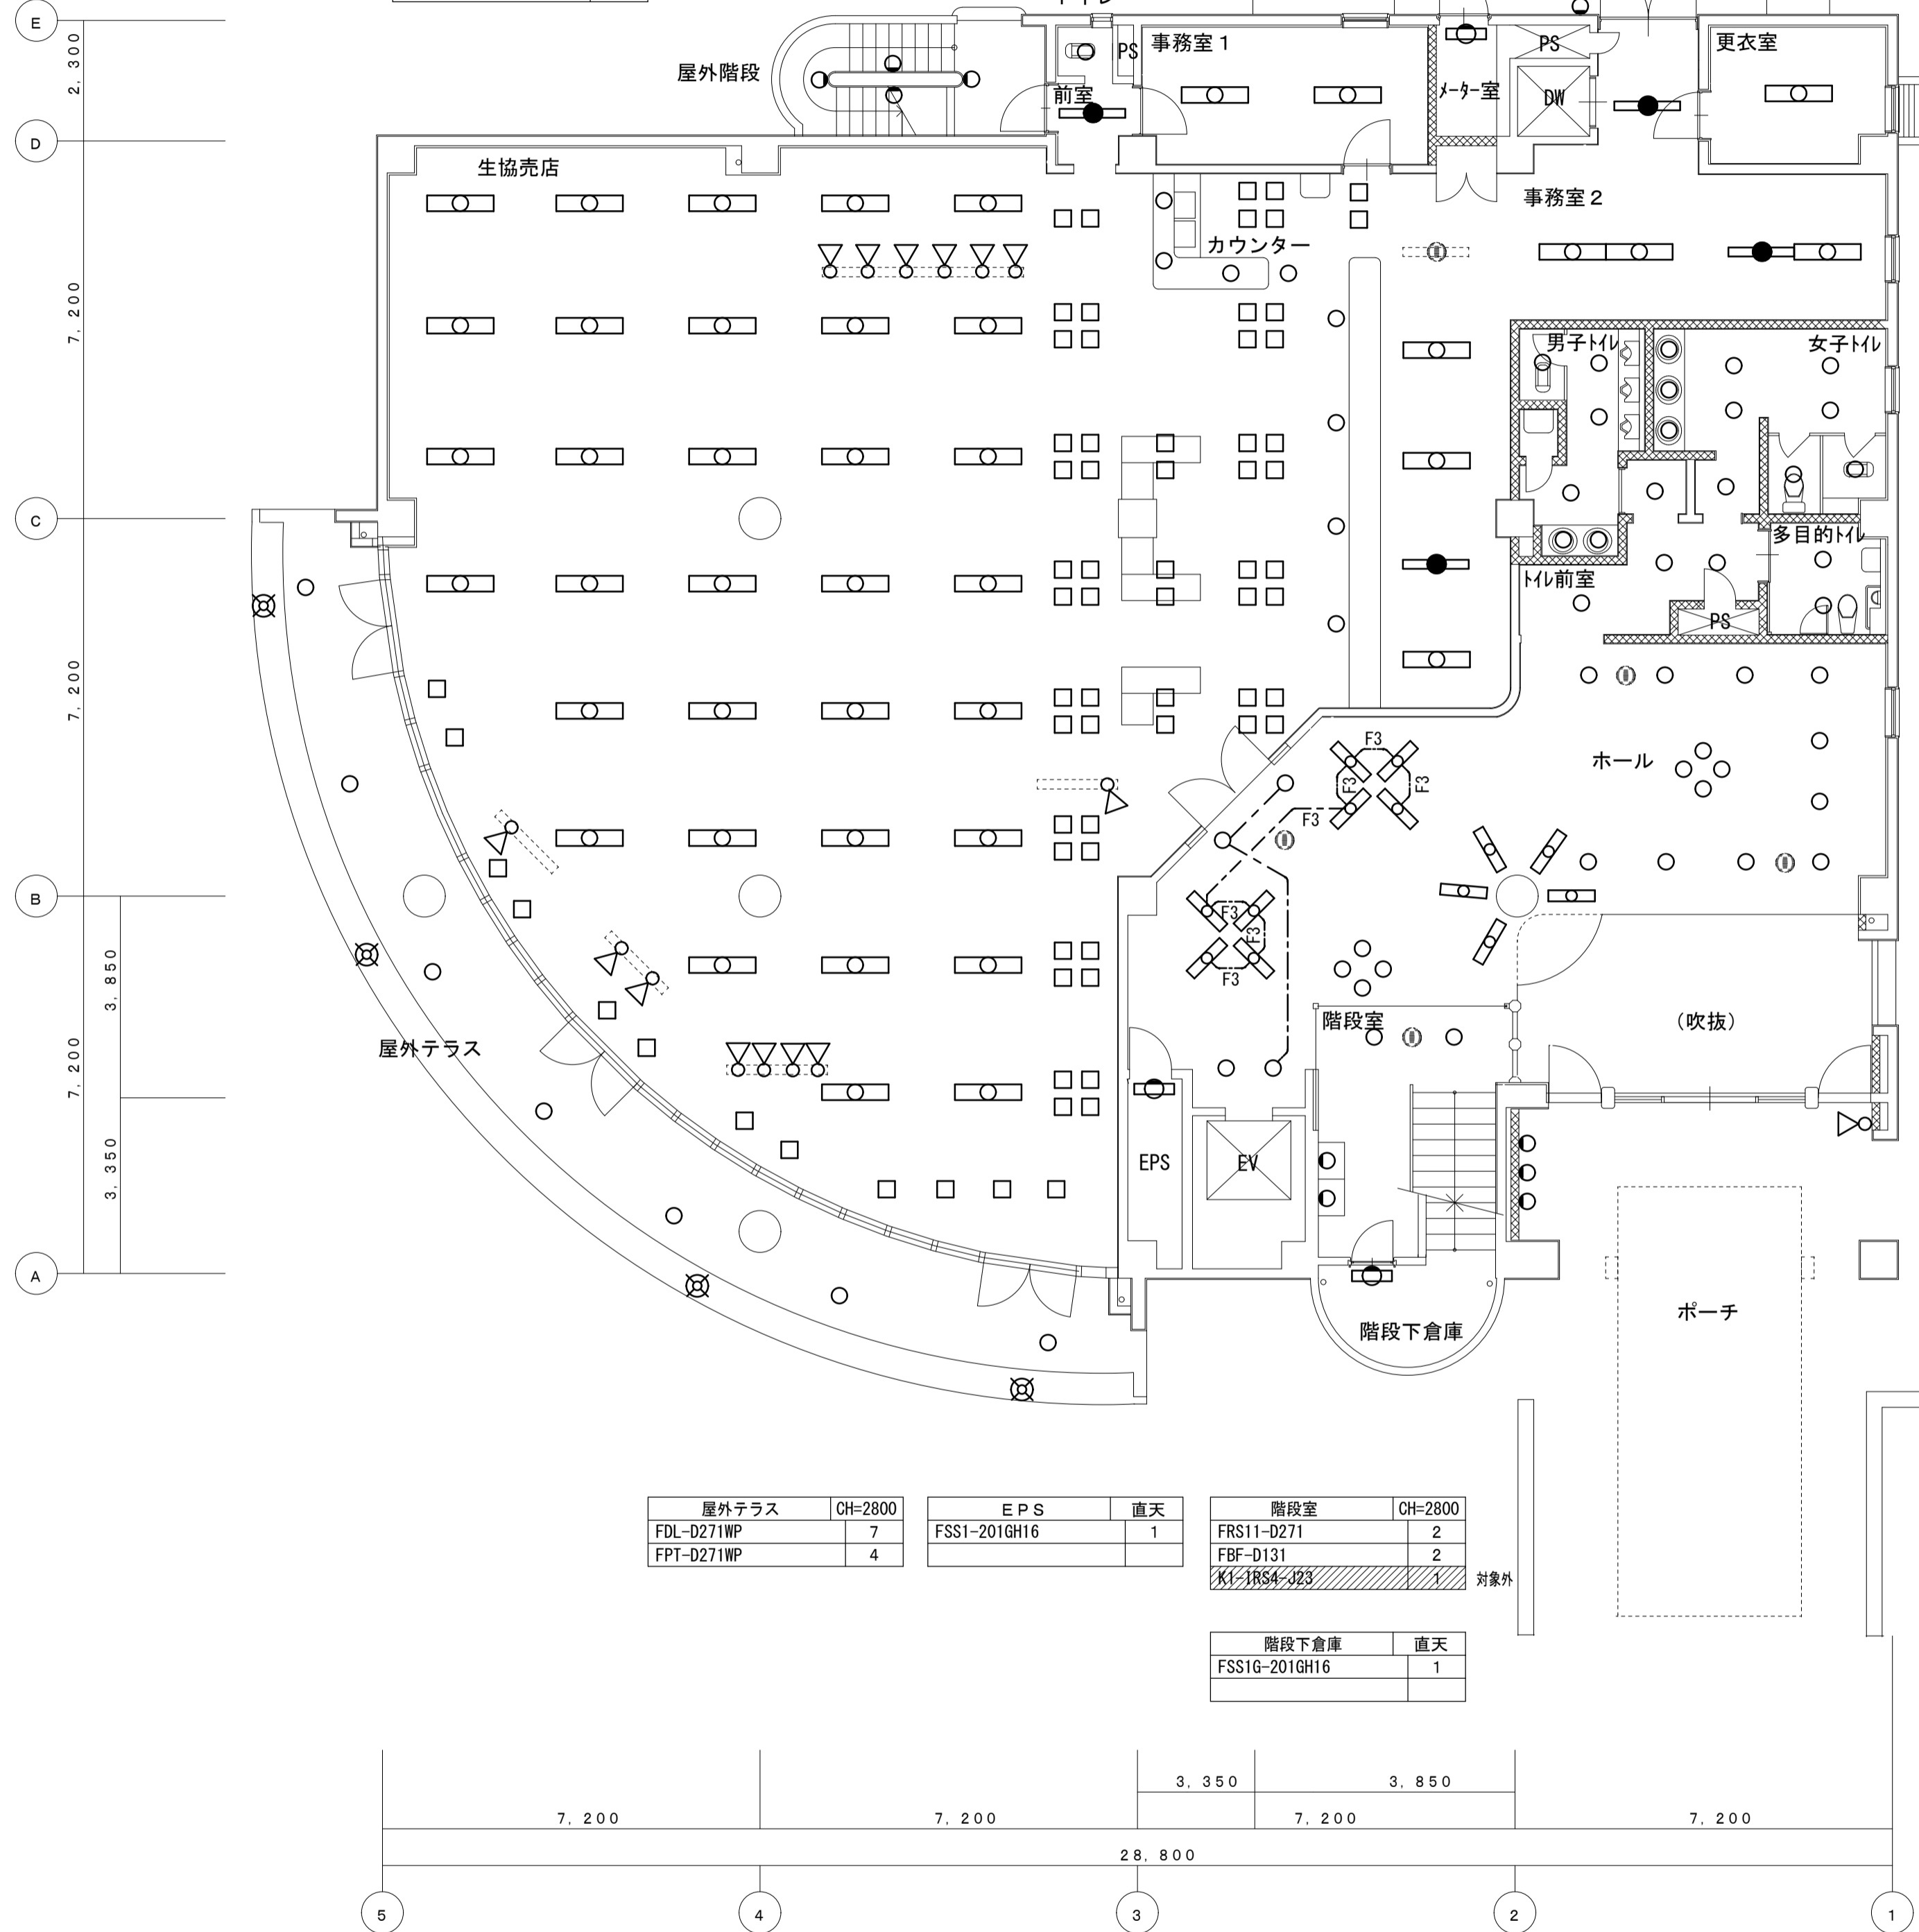 E
2,300
D
7,200
C
7,200
B
3,850
7,200
3,350
A
屋外階段
前室
PS
事務室1
メーター室
PS
DW
更衣室
生協売店
カウンター
事務室2
男子トイレ
女子トイレ
多目的トイレ
トイレ前室
PS
ホール
F3
F3
F3
F3
F3
F3
F3
階段室
(吹抜)
屋外テラス
EPS
EV
階段下倉庫
ポーチ
屋外テラス CH=2800
FDL-D271WP 7
FPT-D271WP 4
EPS 直天
FSS1-201GH16 1
階段室 CH=2800
FRS11-D271 2
FBF-D131 2
K1-IRS4-J23 1 対象外
階段下倉庫 直天
FSS1G-201GH16 1
3,350 3,850
7,200 7,200 7,200 7,200
28,800
5 4 3 2 1